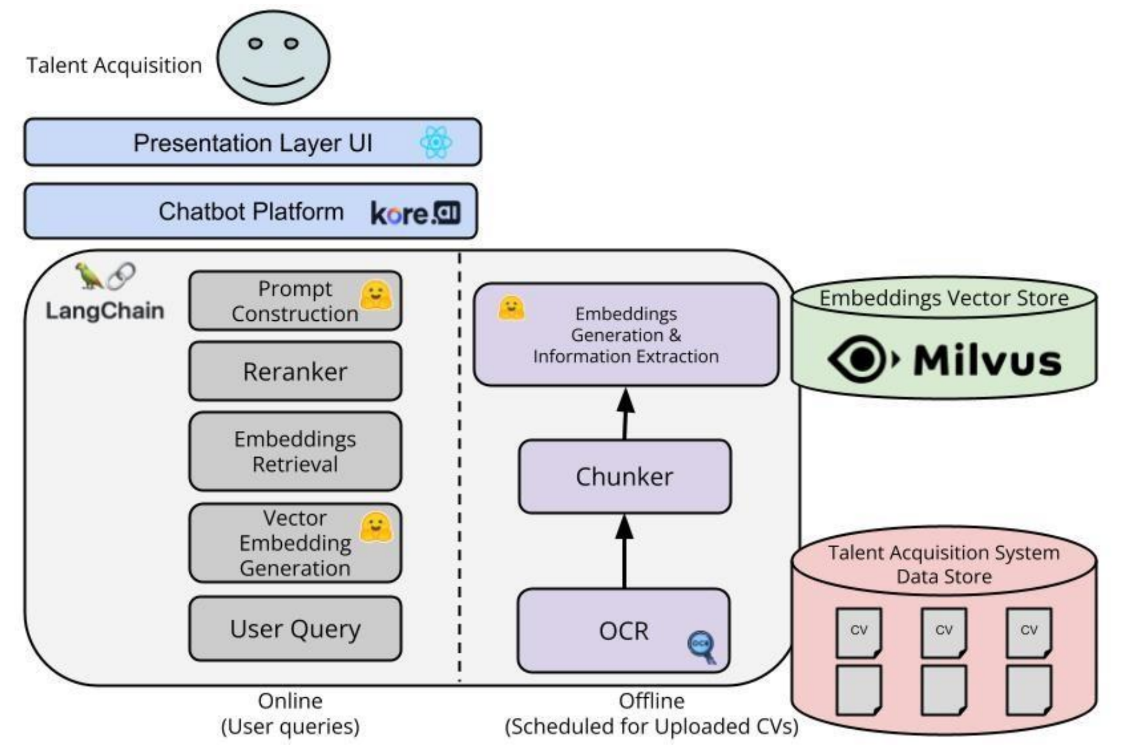 Talent Acquisition
Presentation Layer UI
Chatbot Platform
kore.ai
LangChain
Prompt
Construction
Reranker
Embeddings
Retrieval
Vector
Embedding
Generation
User Query
Online
(User queries)
Embeddings
Generation &
Information Extraction
Chunker
OCR
OCR
Offline
(Scheduled for Uploaded CVs)
Embeddings Vector Store
Milvus
Talent Acquisition System
Data Store
CV
CV
CV